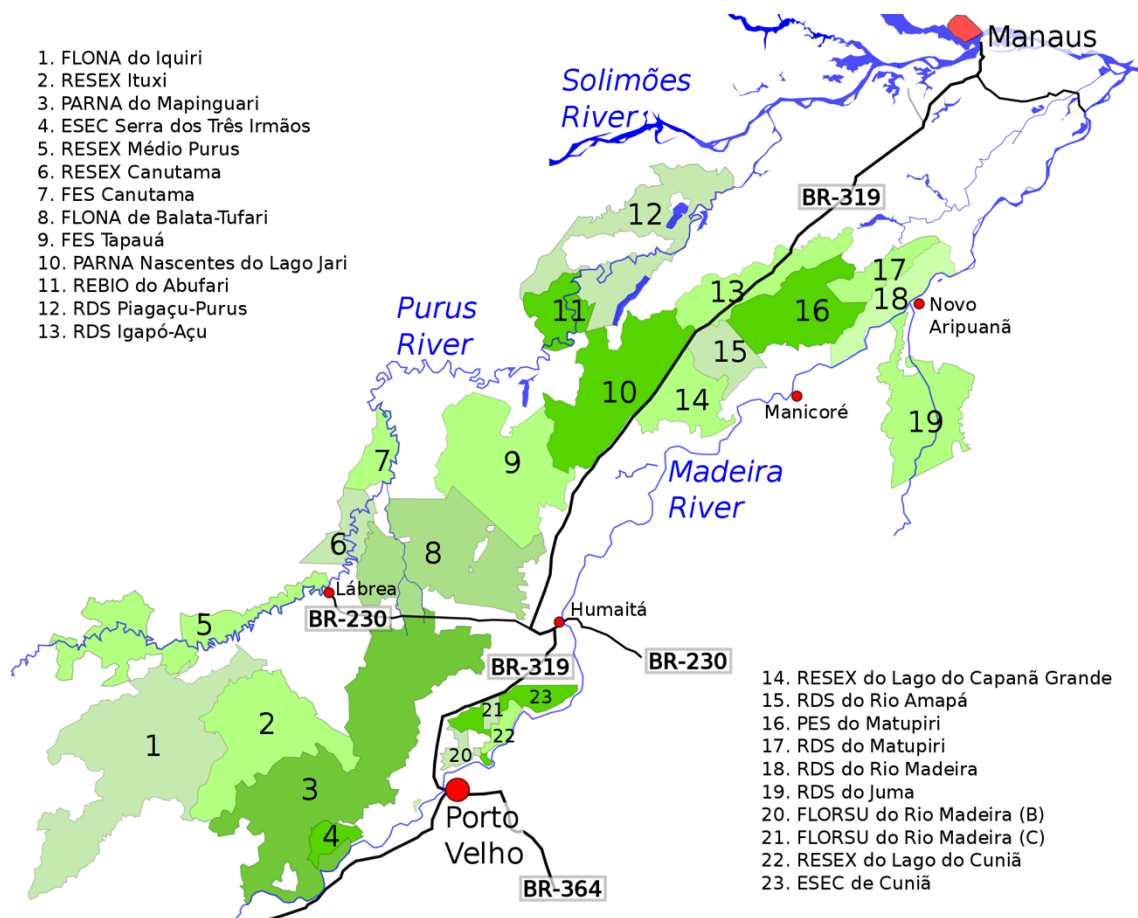 1. FLONA do Iquiri
2. RESEX Ituxi
3. PARNA do Mapinguari
4. ESEC Serra dos Três Irmãos
5. RESEX Médio Purus
6. RESEX Canutama
7. FES Canutama
8. FLONA de Balata-Tufari
9. FES Tapauá
10. PARNA Nascentes do Lago Jari
11. REBIO do Abufari
12. RDS Piagaçu-Purus
13. RDS Igapó-Açu
Manaus
Solimões
River
BR-319
12
17
13
18
Novo
Aripuanã
11
16
Purus
River
15
10
14
Manicoré
19
7
9
Madeira
River
6
8
Lábrea
BR-230
Humaitá
5
BR-319
BR-230
23
21
22
20
2
1
3
4
Porto
Velho
BR-364
14. RESEX do Lago do Capanã Grande
15. RDS do Rio Amapá
16. PES do Matupiri
17. RDS do Matupiri
18. RDS do Rio Madeira
19. RDS do Juma
20. FLORSU do Rio Madeira (B)
21. FLORSU do Rio Madeira (C)
22. RESEX do Lago do Cuniã
23. ESEC de Cuniã